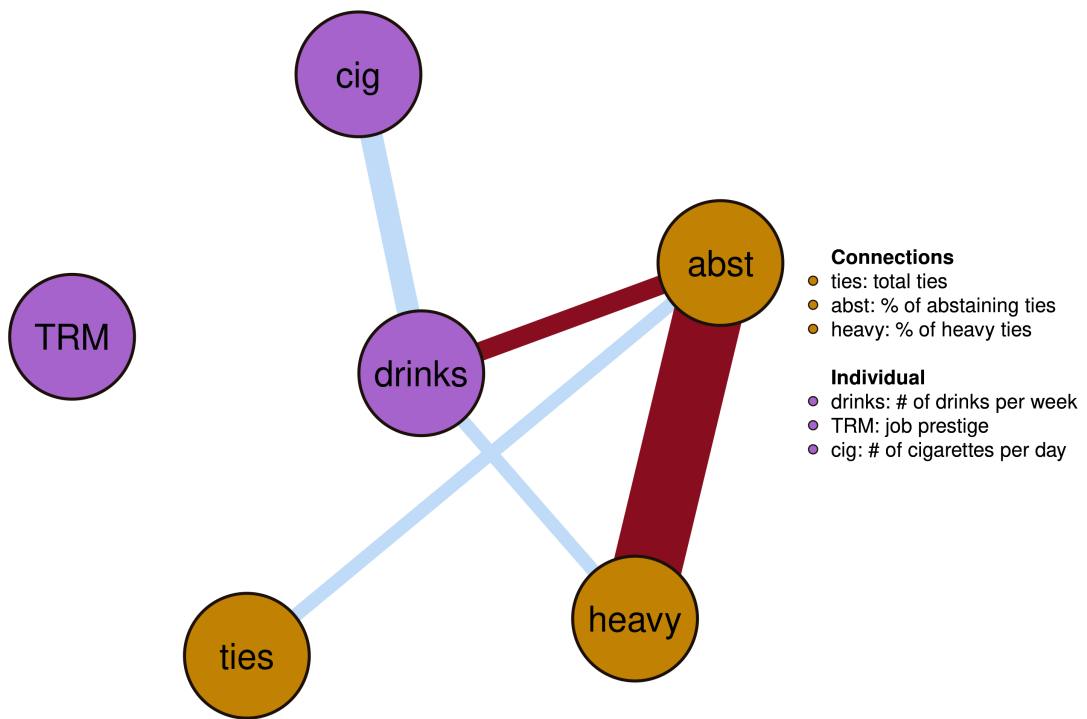 cig
abst
TRM
drinks
heavy
ties
Connections
ties: total ties
abst: % of abstaining ties
heavy: % of heavy ties
Individual
drinks: # of drinks per week
TRM: job prestige
cig: # of cigarettes per day